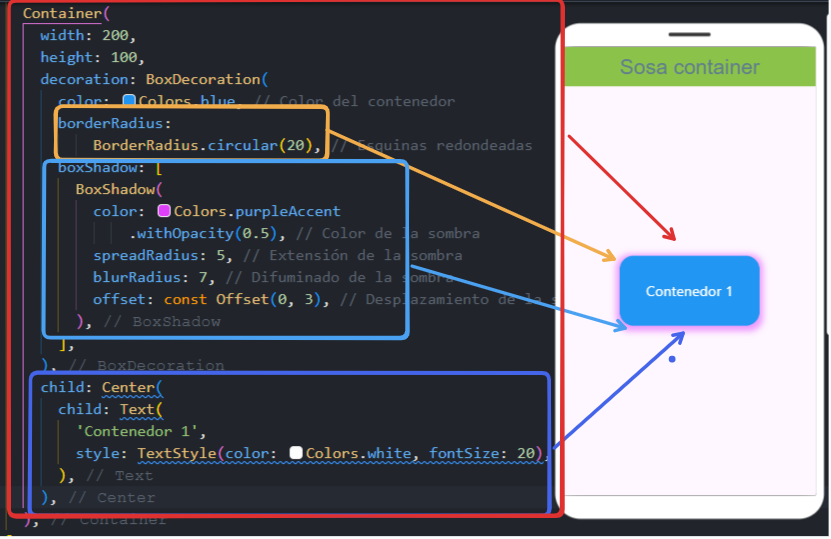 Container(
width: 200,
height: 100,
decoration: BoxDecoration(
color: Colors.blue, // Color del contenedor
borderRadius:
BorderRadius.circular(20), // Esquinas redondeadas
boxShadow: [
BoxShadow(
color: Colors.purpleAccent
.withOpacity(0.5), // Color de la sombra
spreadRadius: 5, // Extensión de la sombra
blurRadius: 7, // Difuminado de la sombra
offset: const Offset(0, 3), // Desplazamiento de la s
), // BoxShadow
],
), // BoxDecoration
child: Center(
child: Text(
'Contenedor 1',
style: TextStyle(color: Colors.white, fontSize: 20),
), // Text
), // Center
), // Container
Sosa container
Contenedor 1